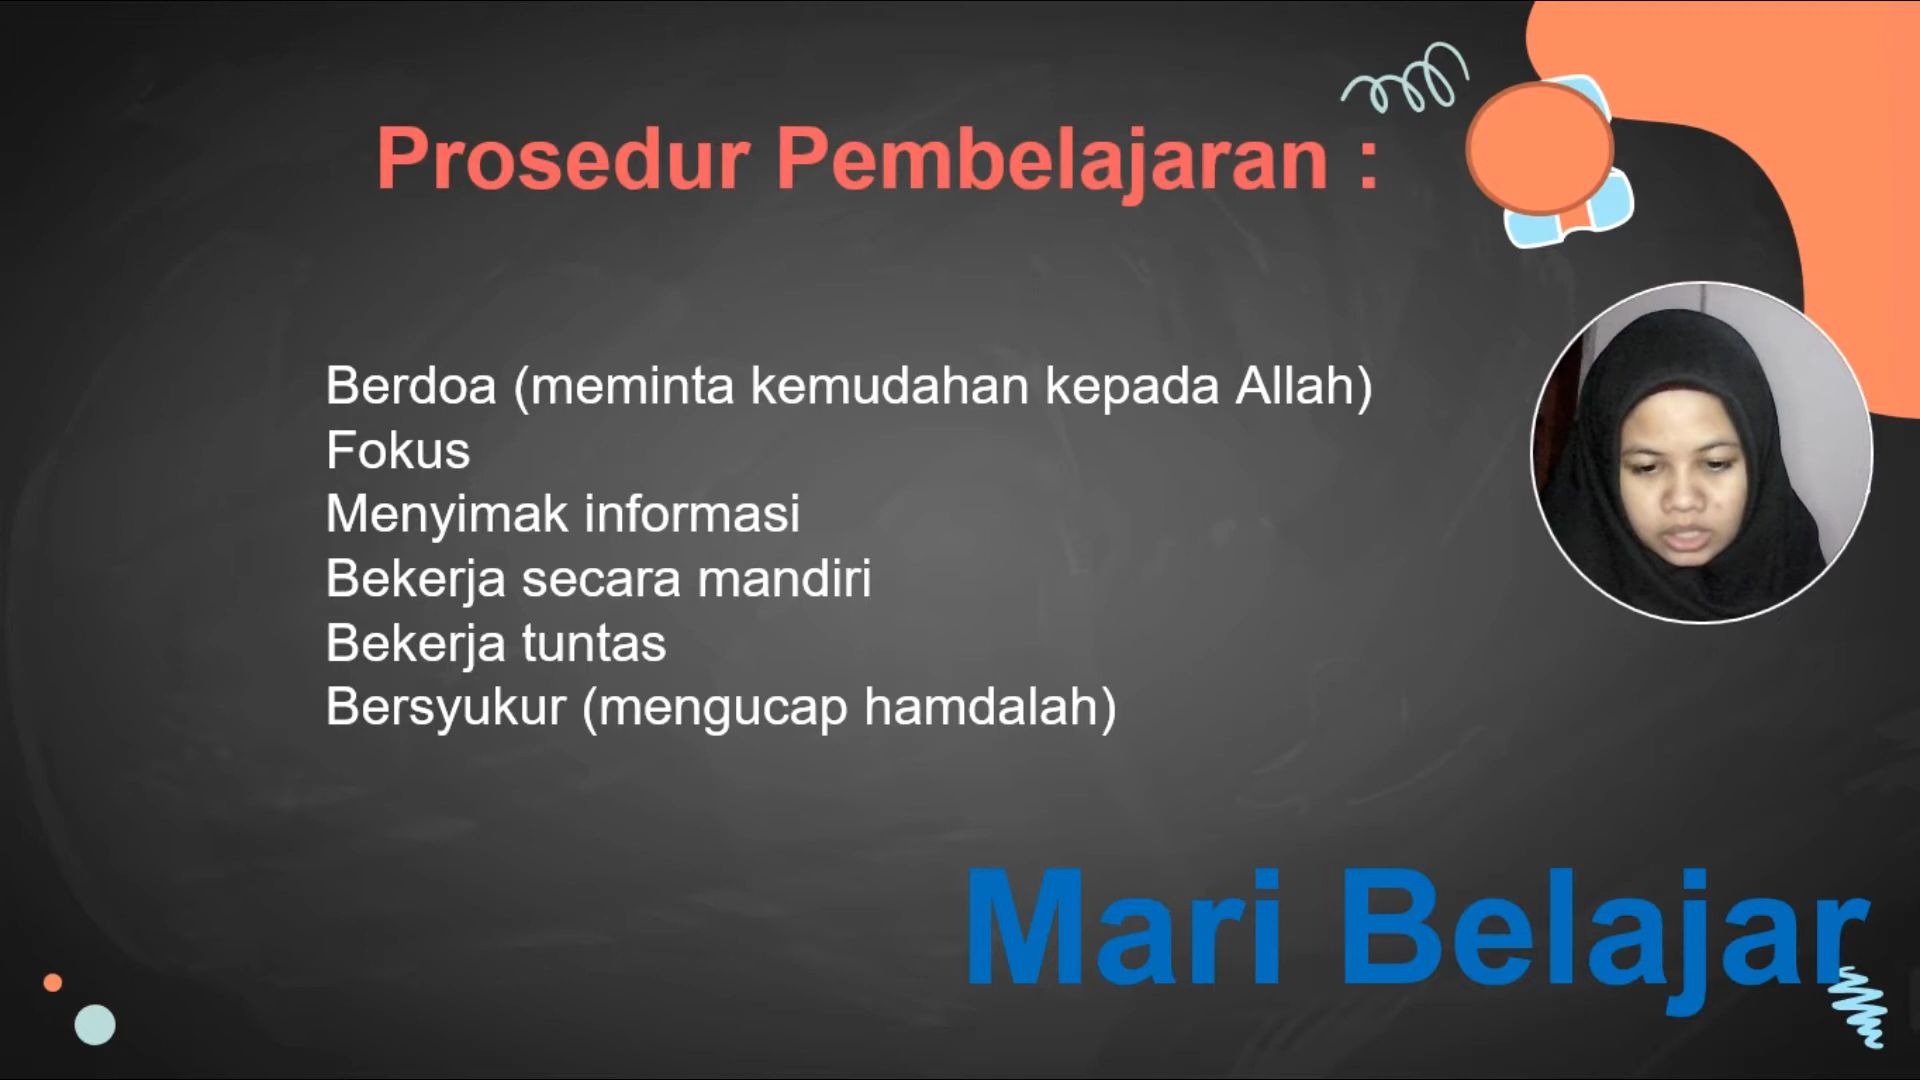 Prosedur Pembelajaran :
Berdoa (meminta kemudahan kepada Allah)
Fokus
Menyimak informasi
Bekerja secara mandiri
Bekerja tuntas
Bersyukur (mengucap hamdalah)
Mari Belajar